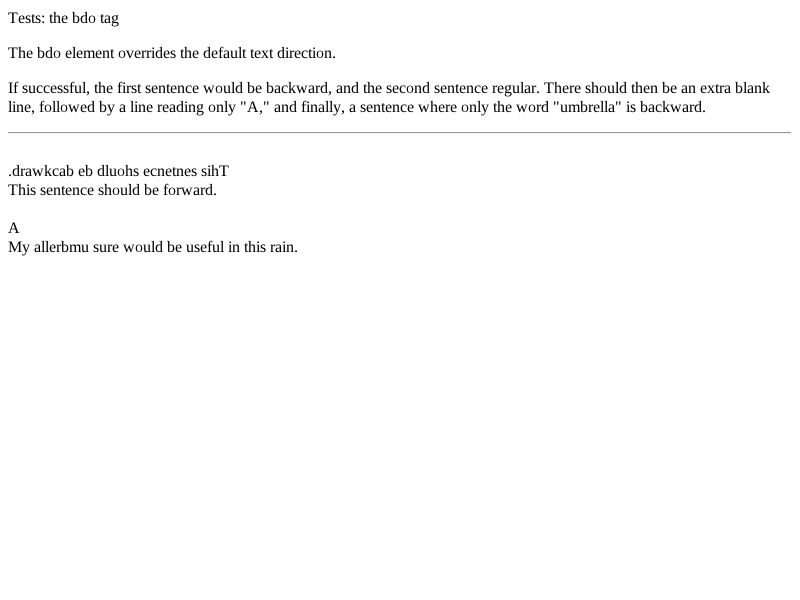 Tests: the bdo tag
The bdo element overrides the default text direction.
If successful, the first sentence would be backward, and the second sentence regular. There should then be an extra blank
line, followed by a line reading only "A," and finally, a sentence where only the word "umbrella" is backward.
.drawkcab eb dluohs ecnetnes sihT
This sentence should be forward.
A
My allerbmu sure would be useful in this rain.